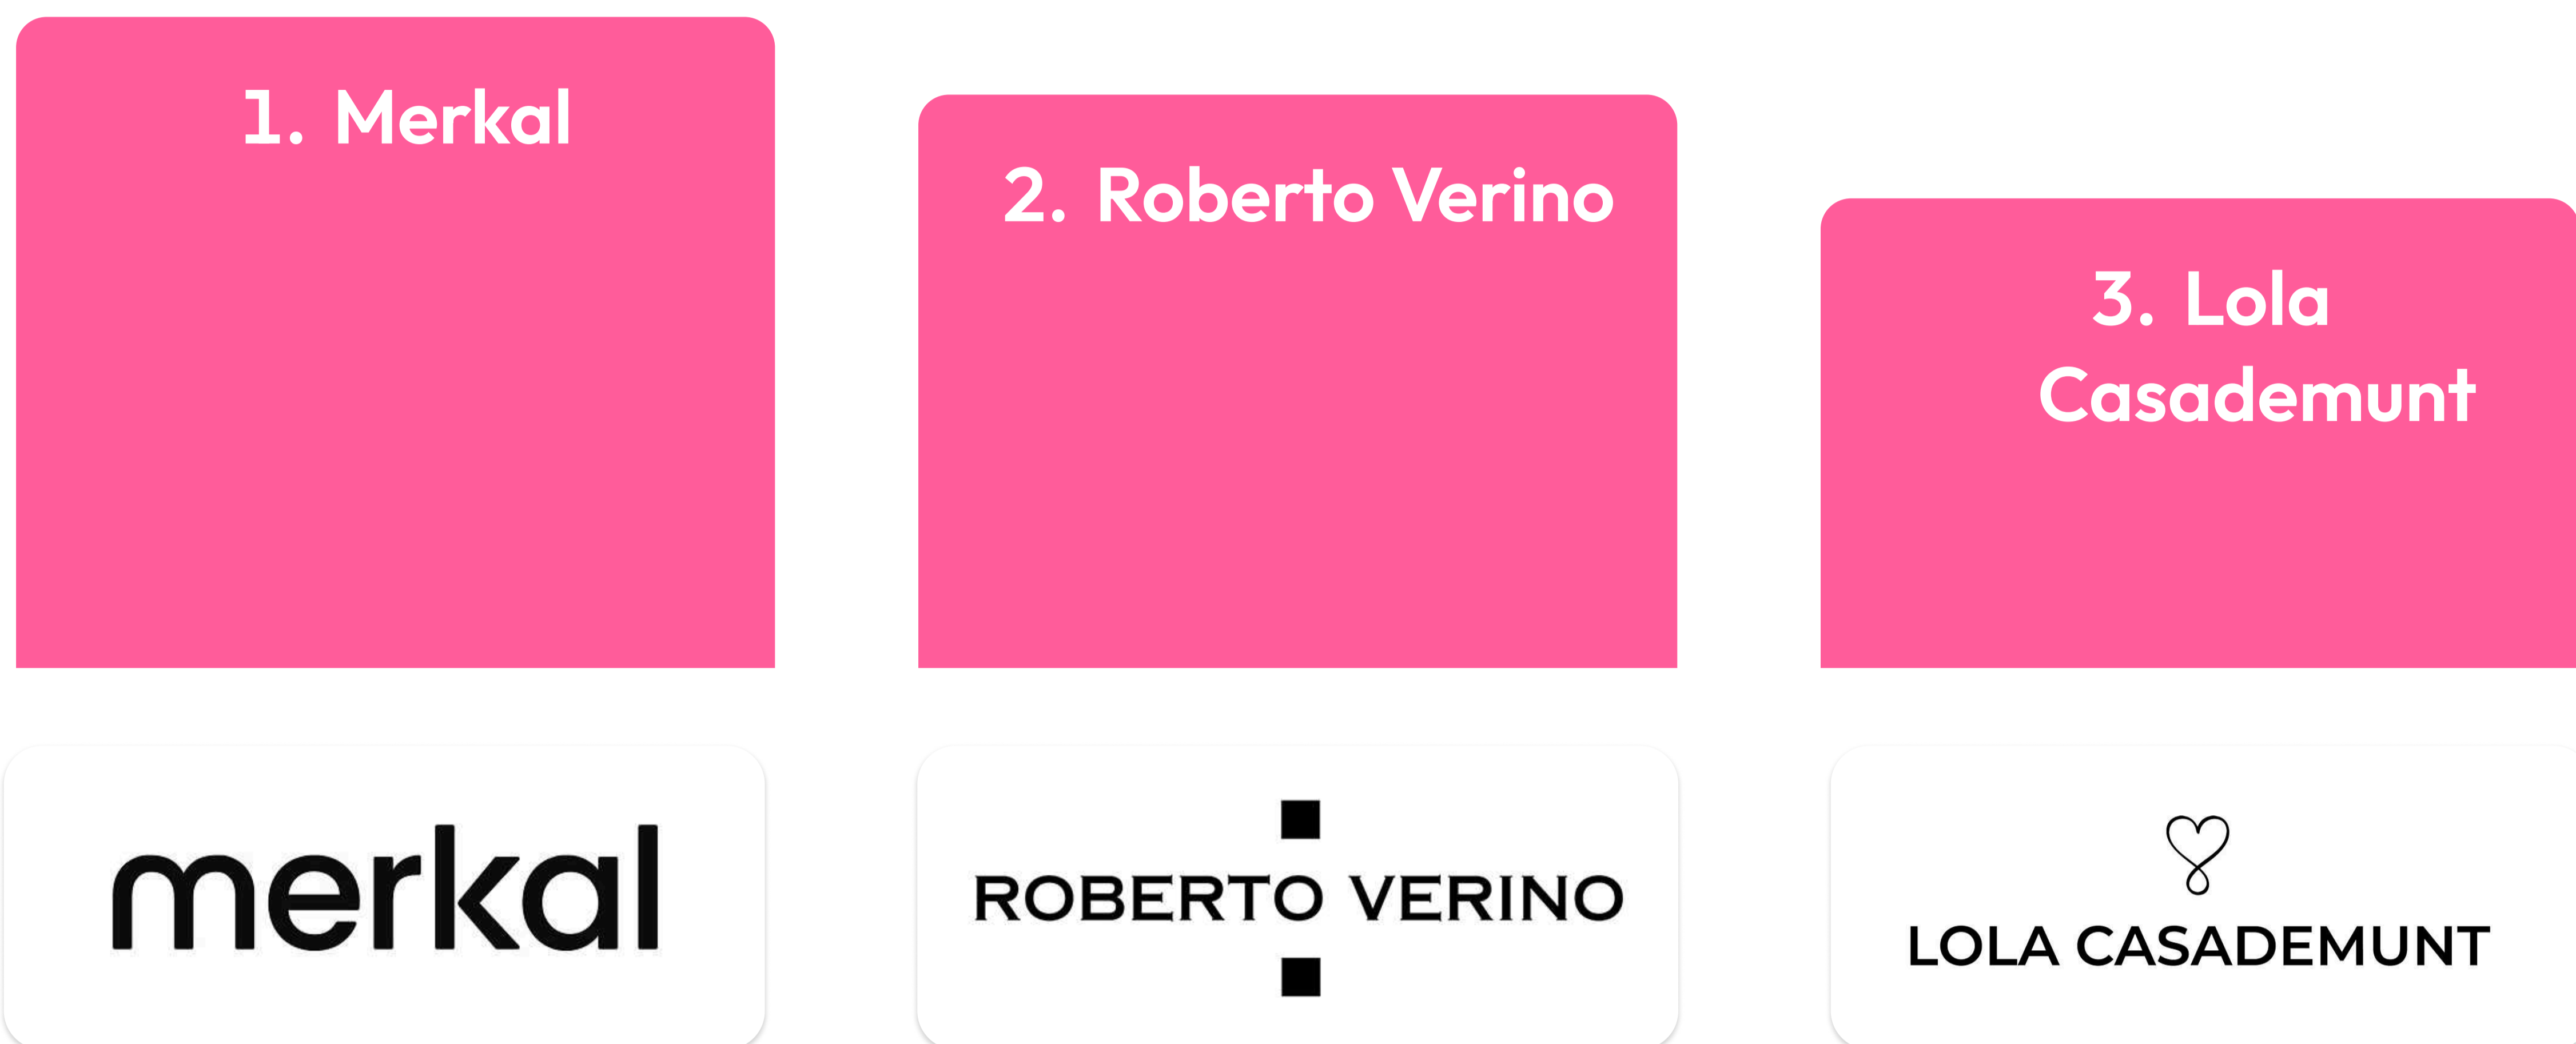 1. Merkal
2. Roberto Verino
3. Lola
Casademunt
merkal
ROBERTO VERINO
LOLA CASADEMUNT